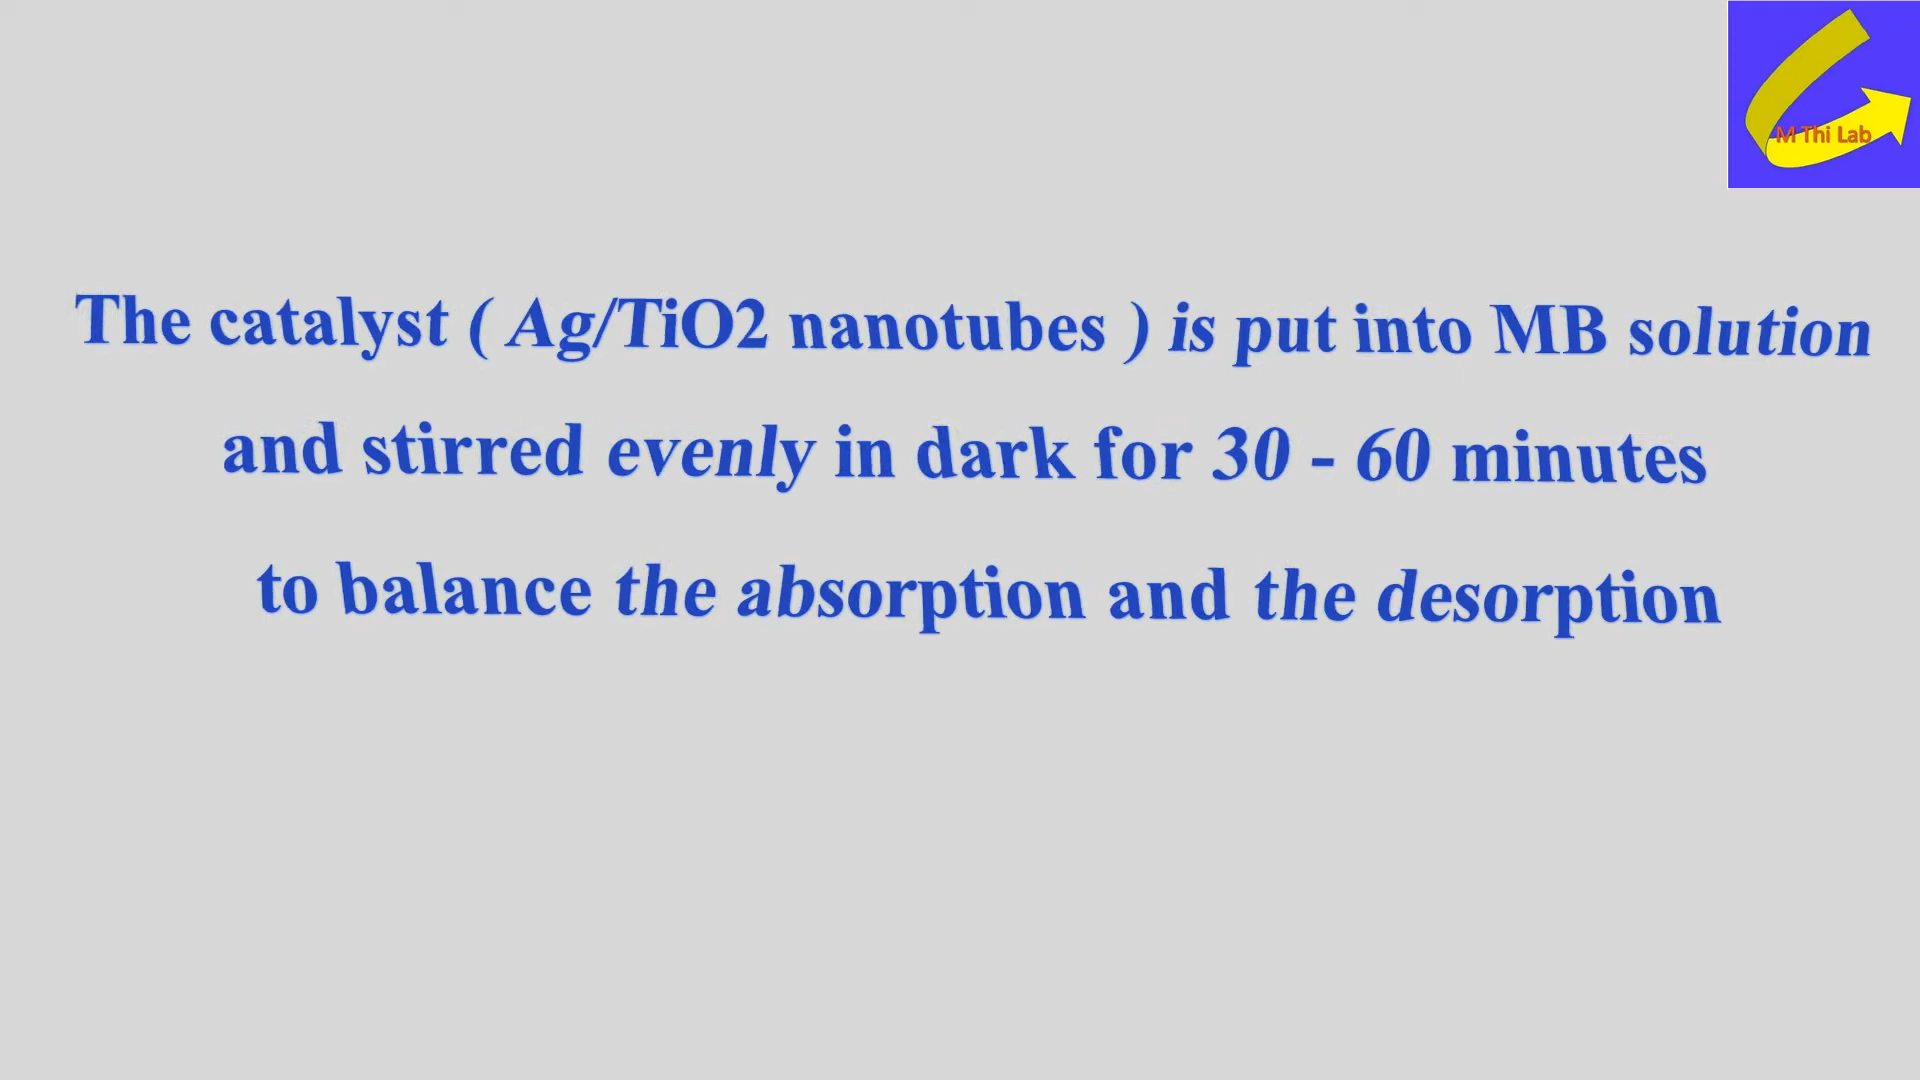 M Thi Lab
The catalyst ( Ag/TiO2 nanotubes ) is put into MB solution
and stirred evenly in dark for 30 - 60 minutes
to balance the absorption and the desorption